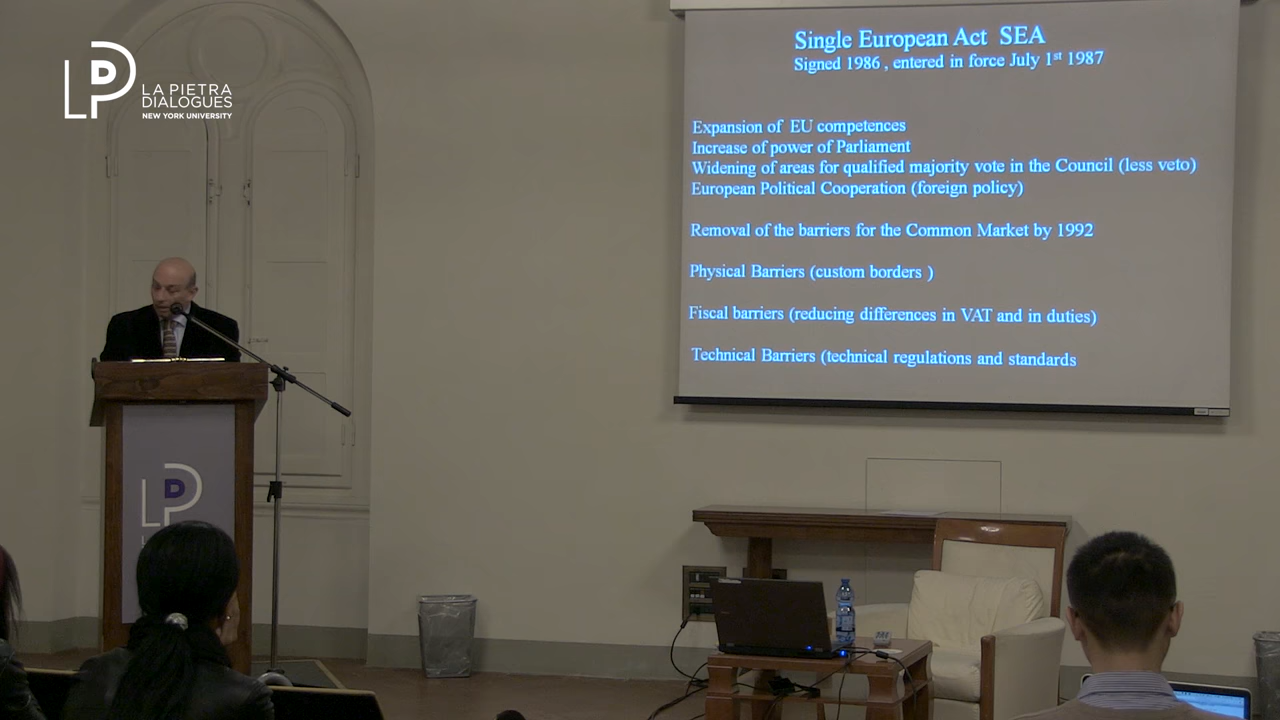 LA PIETRA
DIALOGUES
NEW YORK UNIVERSITY
Single European Act SEA
Signed 1986 , entered in force July 1st 1987
Expansion of EU competences
Increase of power of Parliament
Widening of areas for qualified majority vote in the Council (less veto)
European Political Cooperation (foreign policy)
Removal of the barriers for the Common Market by 1992
Physical Barriers (custom borders )
Fiscal barriers (reducing differences in VAT and in duties)
Technical Barriers (technical regulations and standards